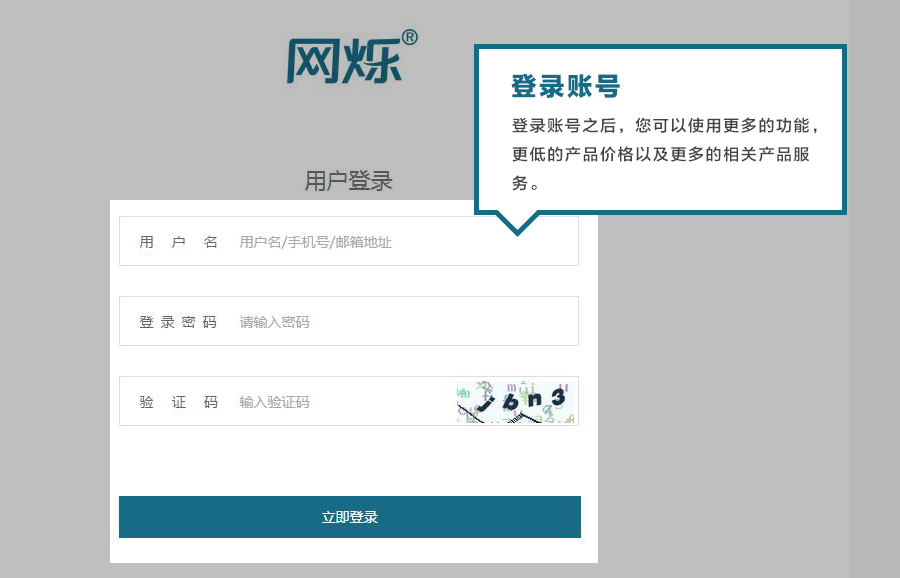 网烁®
登录账号
登录账号之后，您可以使用更多的功能，
更低的产品价格以及更多的相关产品服
务。
用户登录
用户名 用户名/手机号/邮箱地址
登录密码 请输入密码
验证码 输入验证码
立即登录